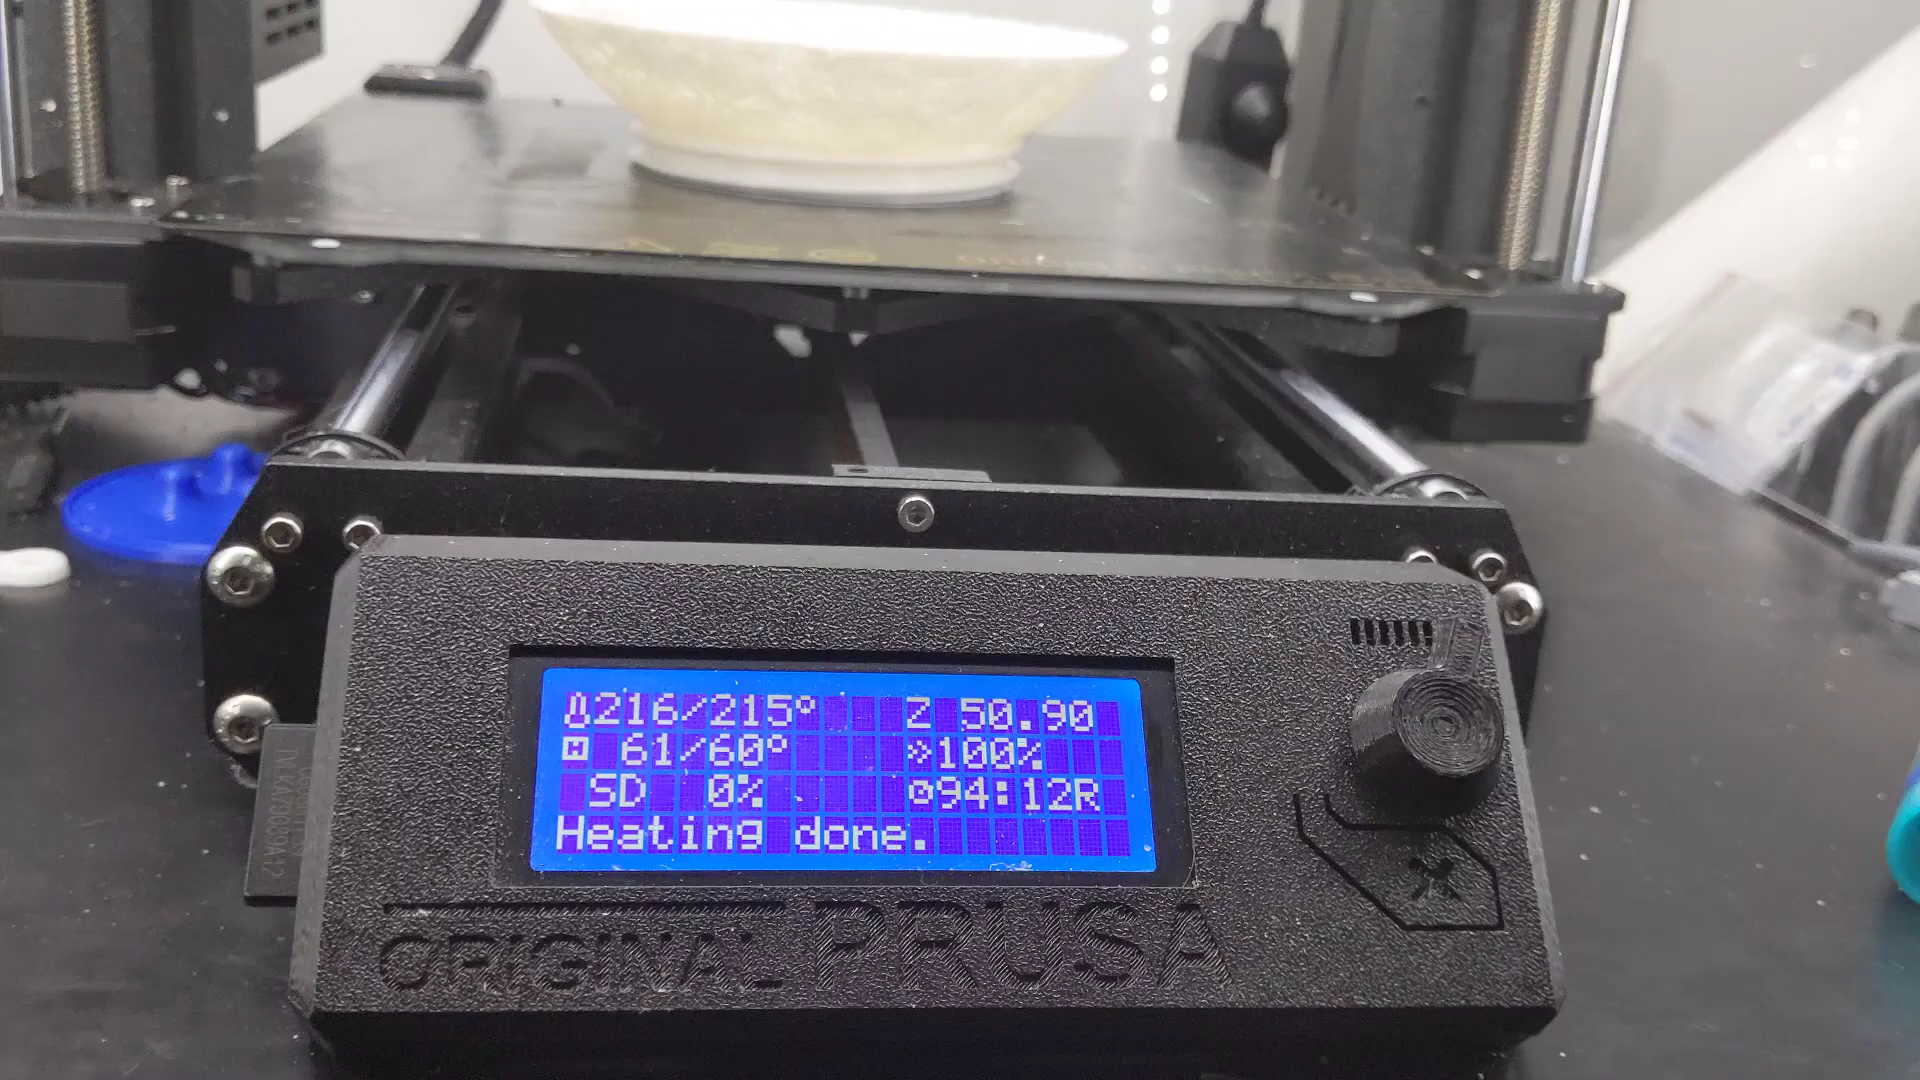 216/215° Z 50.90
61/60° 100%
SD 0% 94:12R
Heating done.
ORIGINAL PRUSA